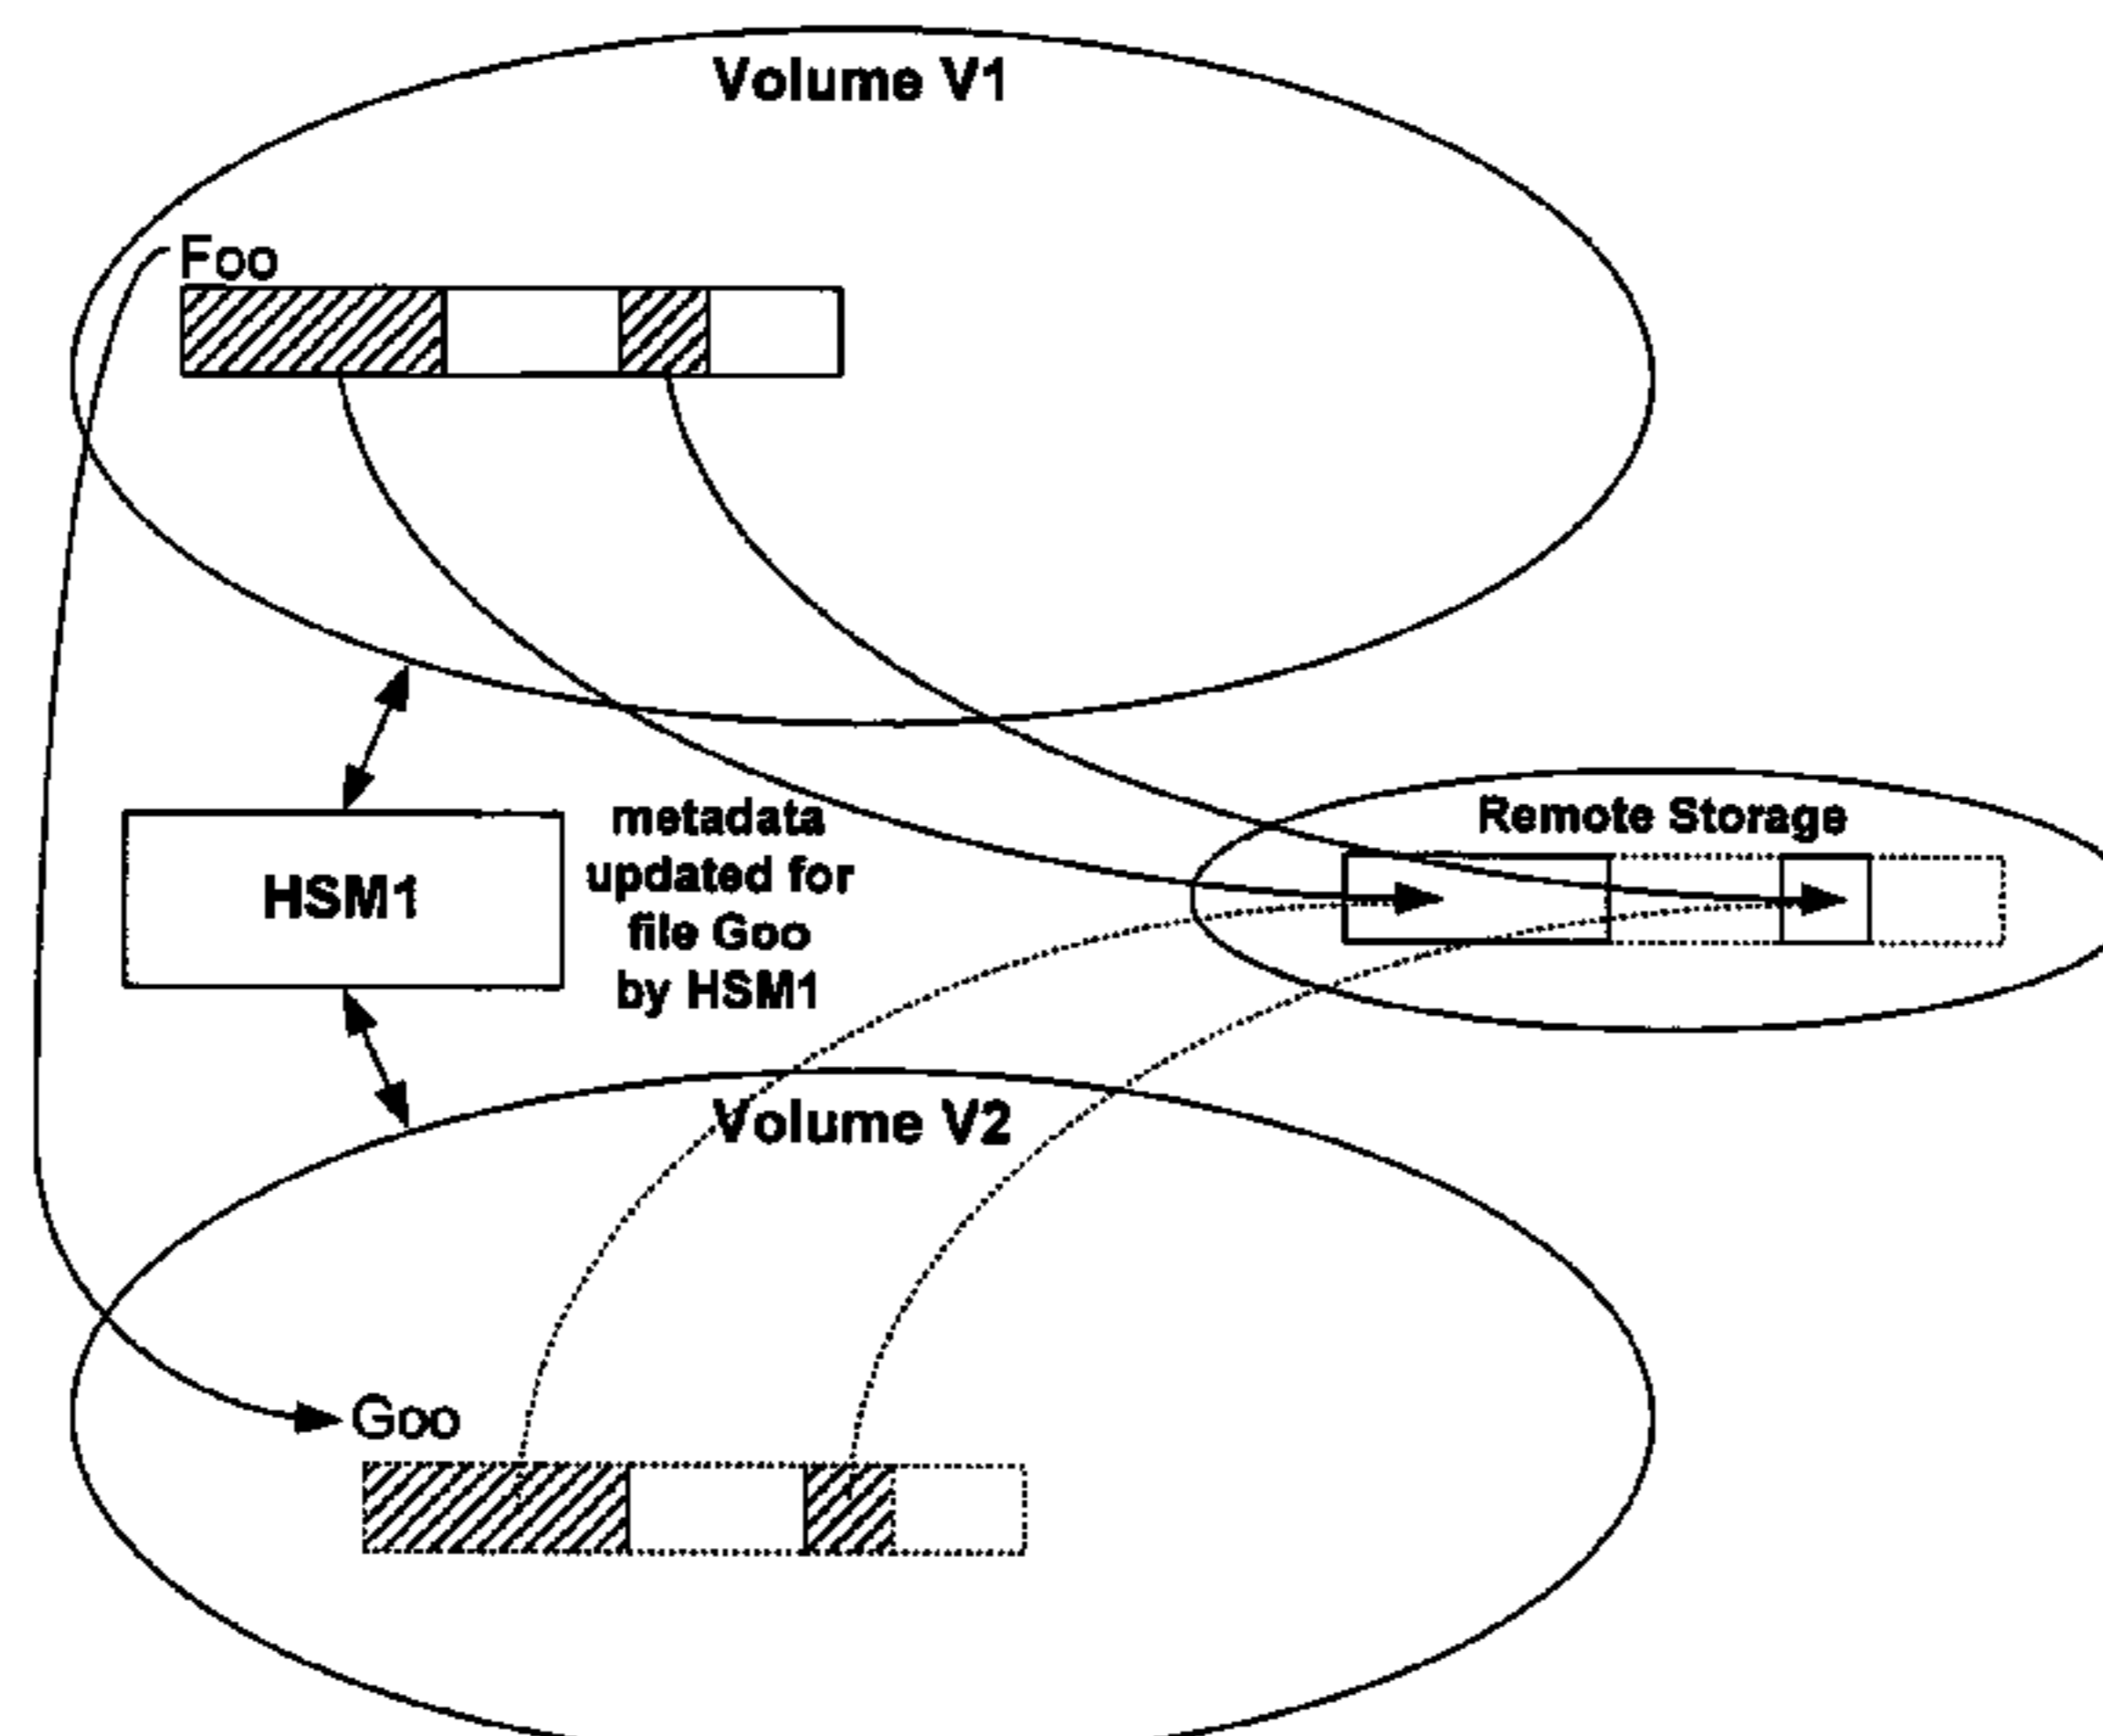 Volume V1
Foo
metadata
updated for
file Goo
by HSM1
HSM1
Remote Storage
Volume V2
Goo